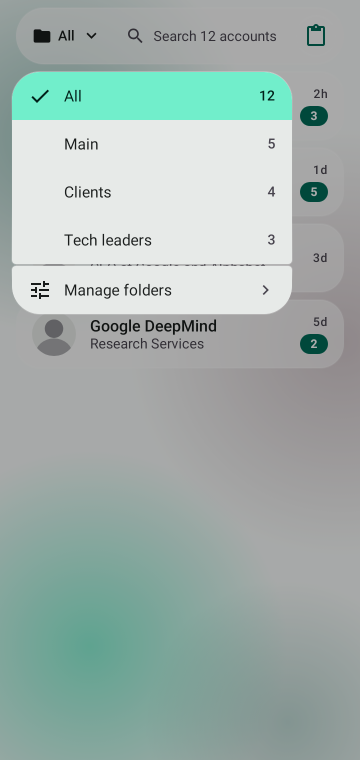 All
Search 12 accounts
All 12
2h
3
Main 5
1d
Clients 4
5
Tech leaders 3
3d
Manage folders
Google DeepMind 5d
Research Services 2